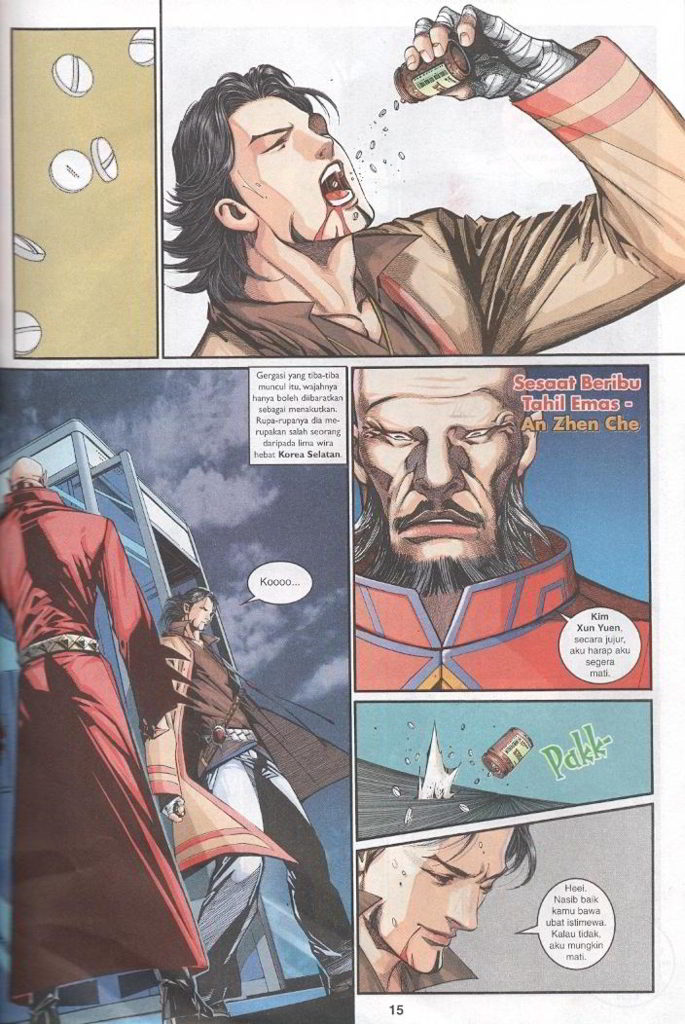 Gergasi yang tiba-tiba
muncul itu, wajahnya
hanya boleh diibaratkan
sebagai menakutkan.
Rupa-rupanya dia me-
rupakan salah seorang
daripada lima wira
hebat Korea Selatan.
Koooo...
Sesaat Beribu
Tahil Emas -
An Zhen Che
Kim
Xun Yuen,
secara jujur,
aku harap aku
segera
mati.
Pakk-
Heei.
Nasib baik
kamu bawa
ubat istimewa.
Kalau tidak,
aku mungkin
mati.
15